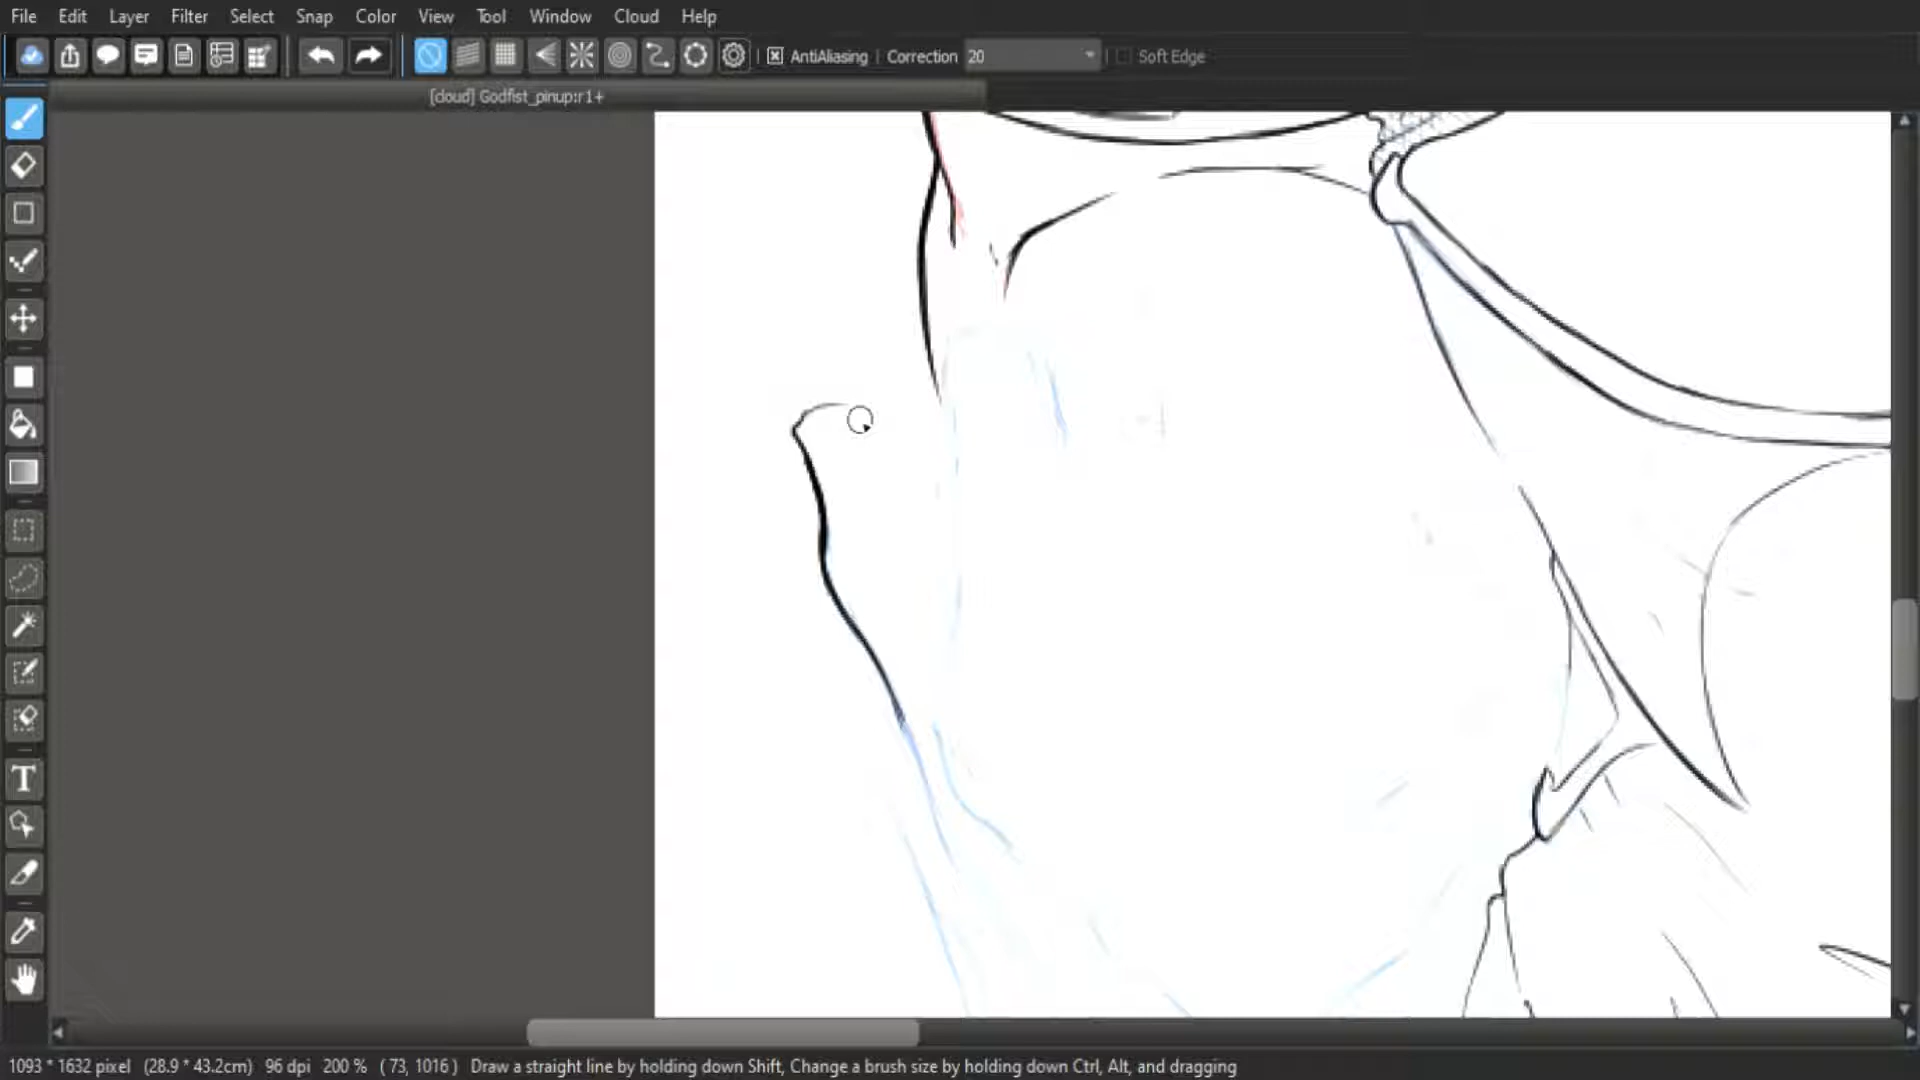 File Edit Layer Filter Select Snap Color View Tool Window Cloud Help
AntiAliasing Correction 20 Soft Edge
[cloud] Godfist_pinup:r1+
T
1093 * 1632 pixel (28.9 * 43.2cm) 96 dpi 200 % ( 73, 1016 ) Draw a straight line by holding down Shift, Change a brush size by holding down Ctrl, Alt, and dragging